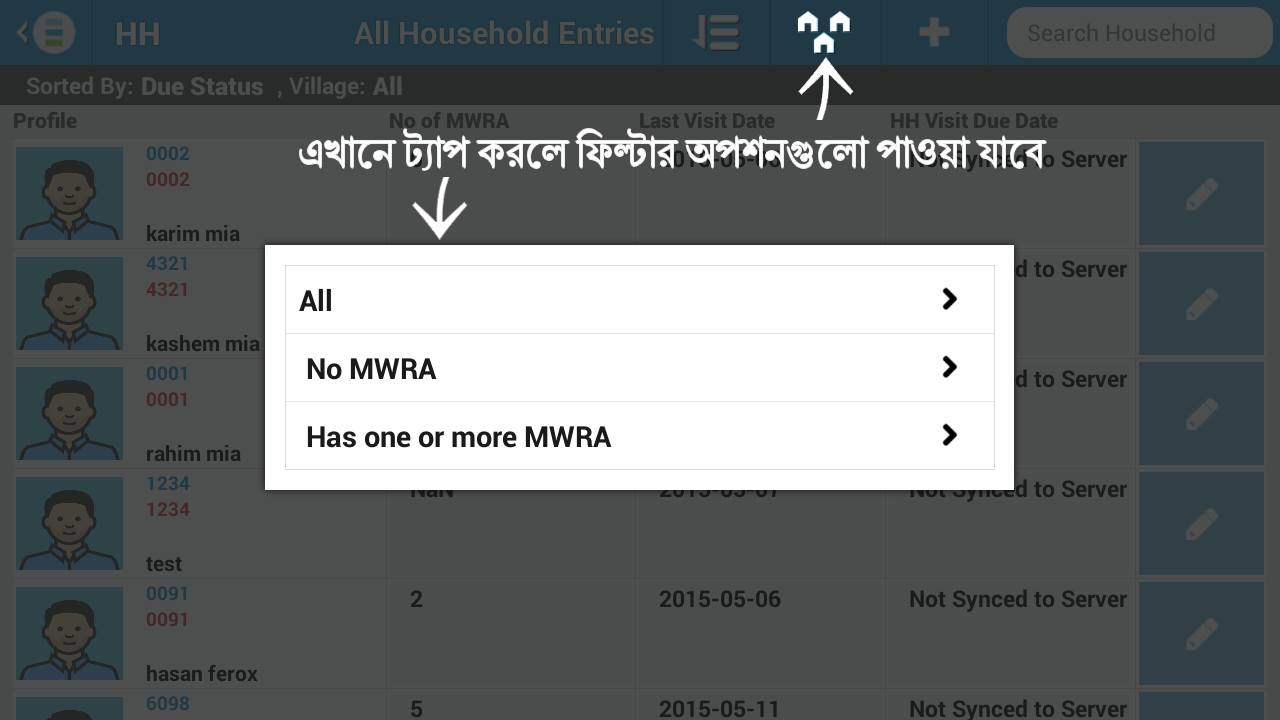 HH
All Household Entries
Search Household
Sorted By: Due Status , Village: All
Profile
No of MWRA
Last Visit Date
HH Visit Due Date
এখানে ট্যাপ করলে ফিল্টার অপশনগুলো পাওয়া যাবে
0002
0002
karim mia
Not Synced to Server
4321
4321
kashem mia
d to Server
0001
0001
rahim mia
d to Server
All
No MWRA
Has one or more MWRA
1234
1234
test
NaN
2015-05-07
Not Synced to Server
0091
0091
hasan ferox
2
2015-05-06
Not Synced to Server
6098
5
2015-05-11
Not Synced to Server